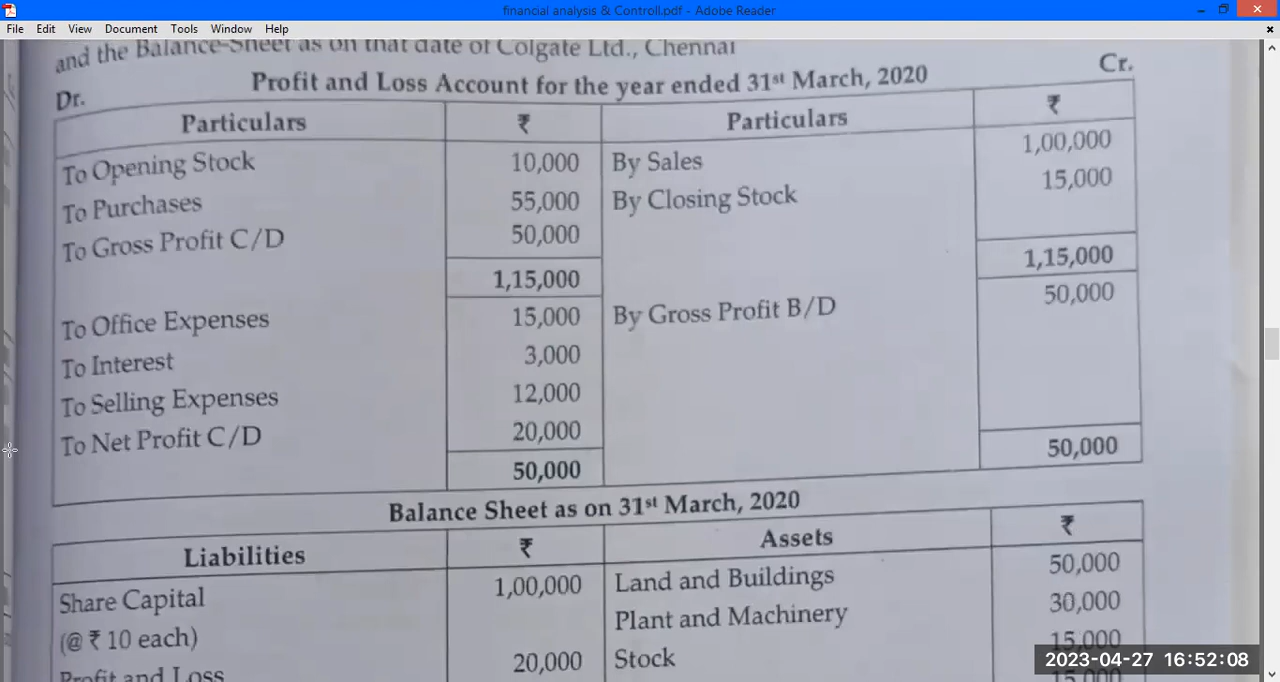 financial analysis & Controll.pdf - Adobe Reader
File Edit View Document Tools Window Help
and the Balance-Sheet as on that date of Colgate Ltd., Chennai
Profit and Loss Account for the year ended 31st March, 2020
Dr. Cr.
Particulars ₹ Particulars ₹
To Opening Stock 10,000 By Sales 1,00,000
To Purchases 55,000 By Closing Stock 15,000
To Gross Profit C/D 50,000
1,15,000 1,15,000
To Office Expenses 15,000 By Gross Profit B/D 50,000
To Interest 3,000
To Selling Expenses 12,000
To Net Profit C/D 20,000
50,000 50,000
Balance Sheet as on 31st March, 2020
Liabilities ₹ Assets ₹
Share Capital 1,00,000 Land and Buildings 50,000
(@ ₹ 10 each) Plant and Machinery 30,000
Profit and Loss 20,000 Stock 15,000
15,000
2023-04-27 16:52:08